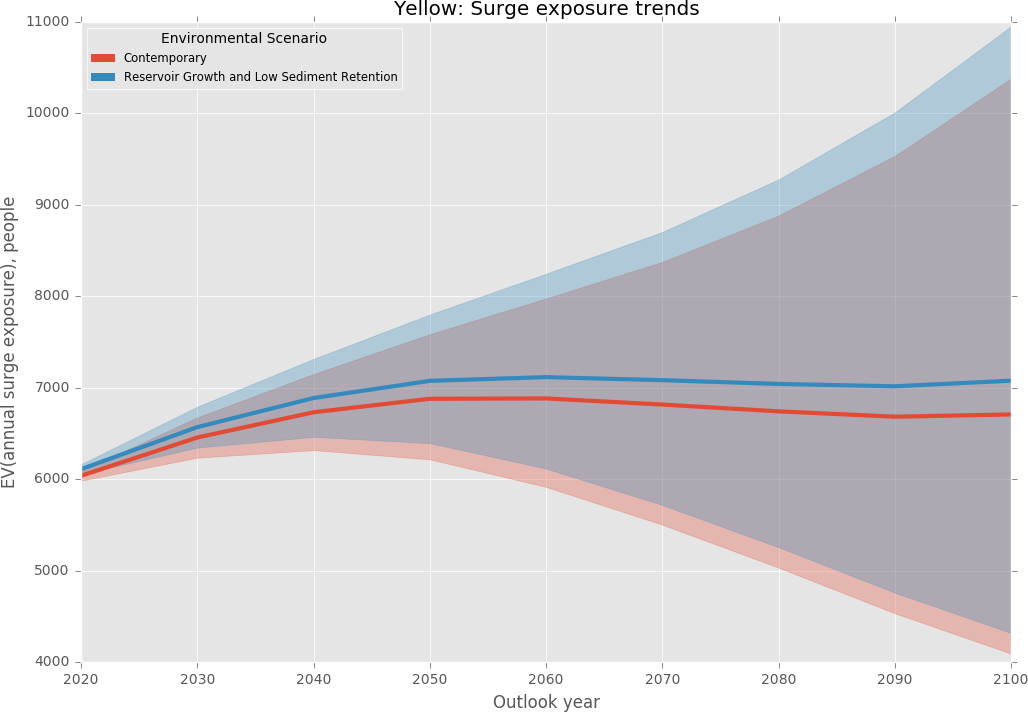 Yellow: Surge exposure trends
11000
10000
9000
8000
7000
6000
5000
4000
EV(annual surge exposure), people
Environmental Scenario
Contemporary
Reservoir Growth and Low Sediment Retention
2020 2030 2040 2050 2060 2070 2080 2090 2100
Outlook year